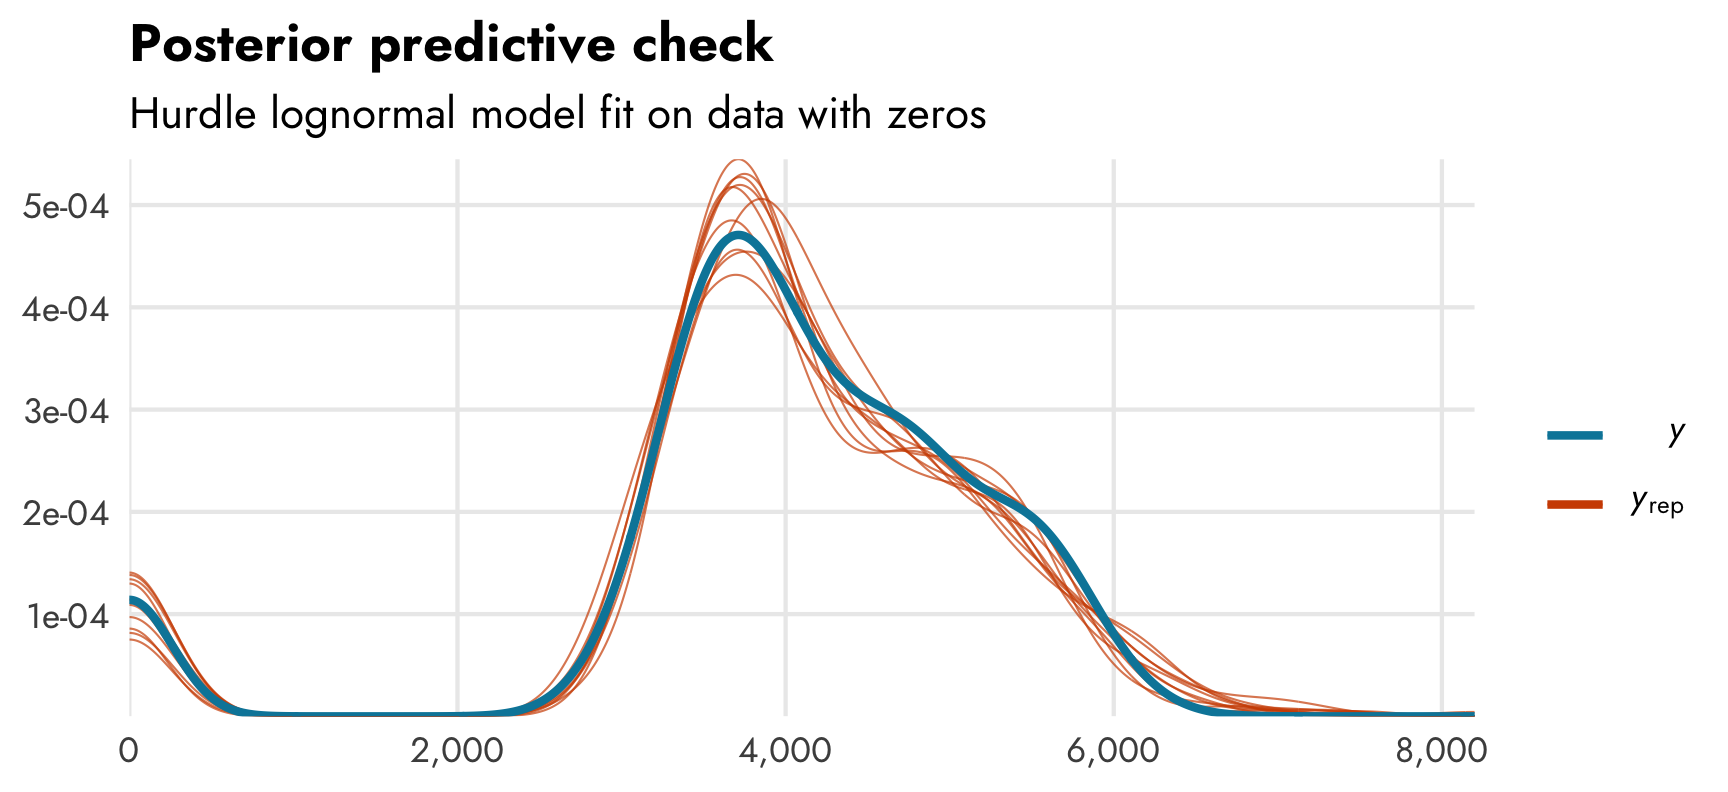 Posterior predictive check
Hurdle lognormal model fit on data with zeros
5e-04
4e-04
3e-04
2e-04
1e-04
0
2,000
4,000
6,000
8,000
y
yrep